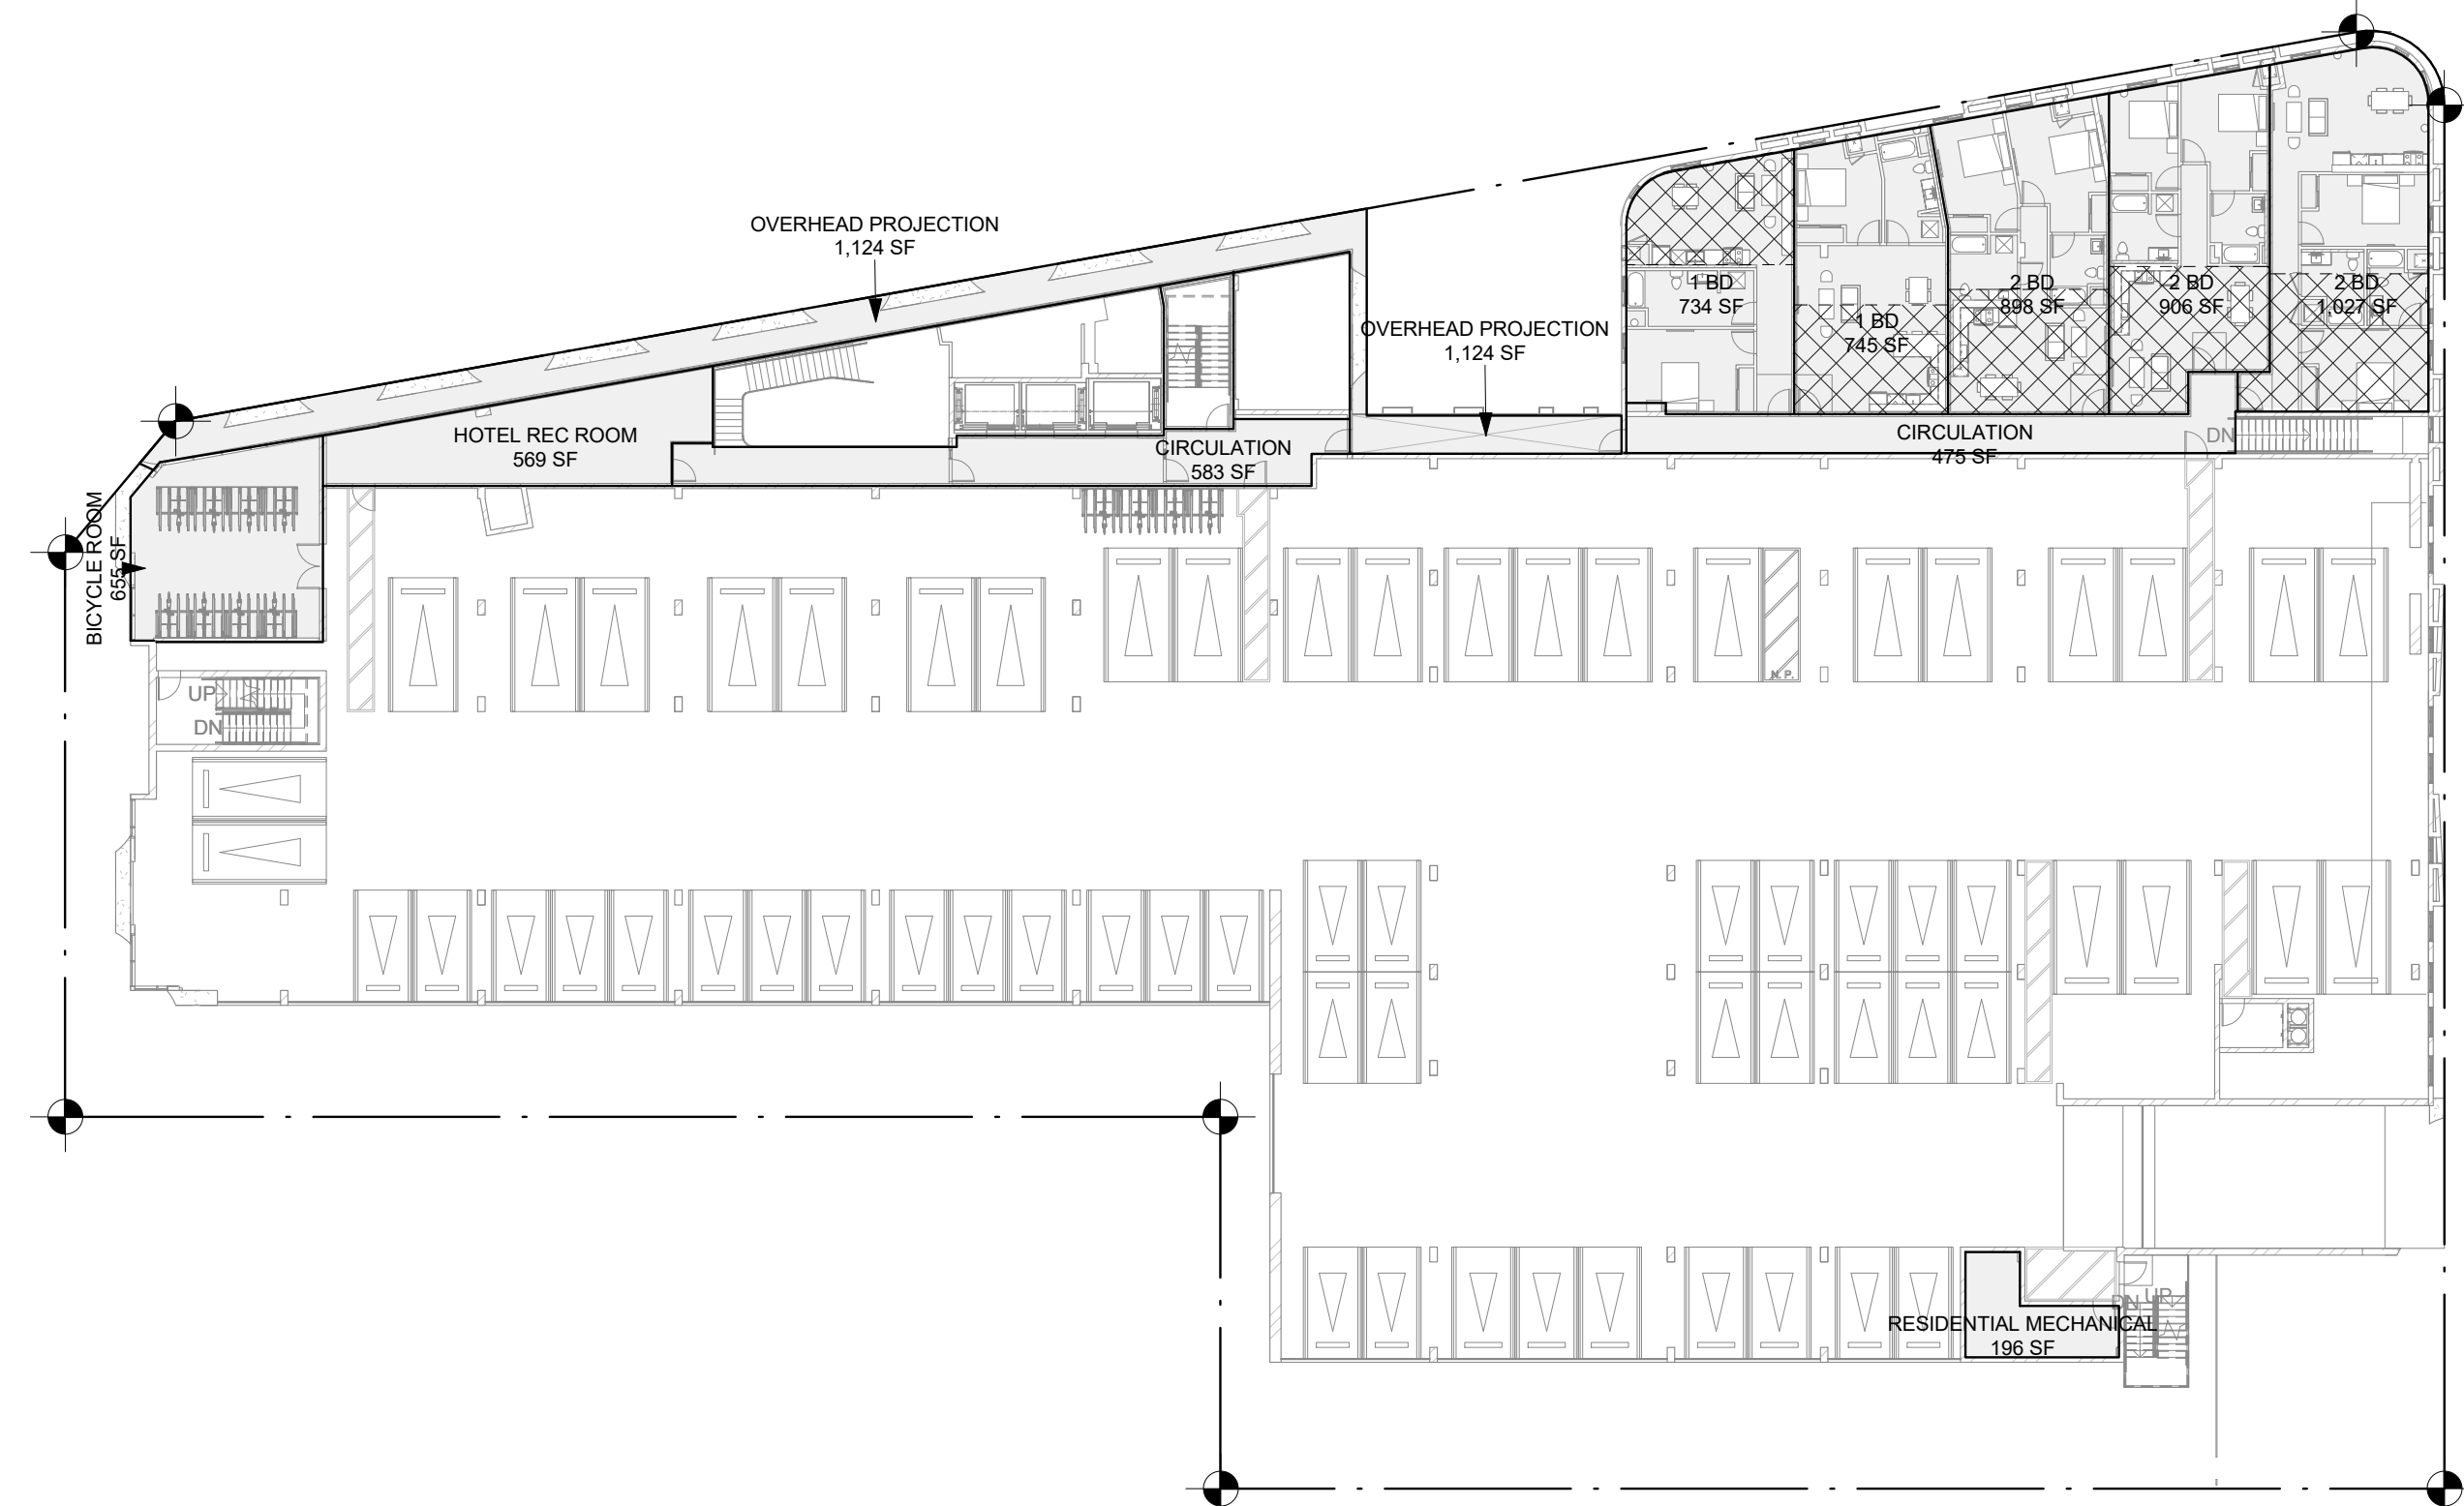 OVERHEAD PROJECTION
1,124 SF
1 BD
734 SF
1 BD
745 SF
2 BD
898 SF
2 BD
906 SF
2 BD
1,027 SF
OVERHEAD PROJECTION
1,124 SF
HOTEL REC ROOM
569 SF
CIRCULATION
583 SF
CIRCULATION
475 SF
DN
BICYCLE ROOM
655 SF
N. P.
UP
DN
DN
UP
RESIDENTIAL MECHANICAL
196 SF